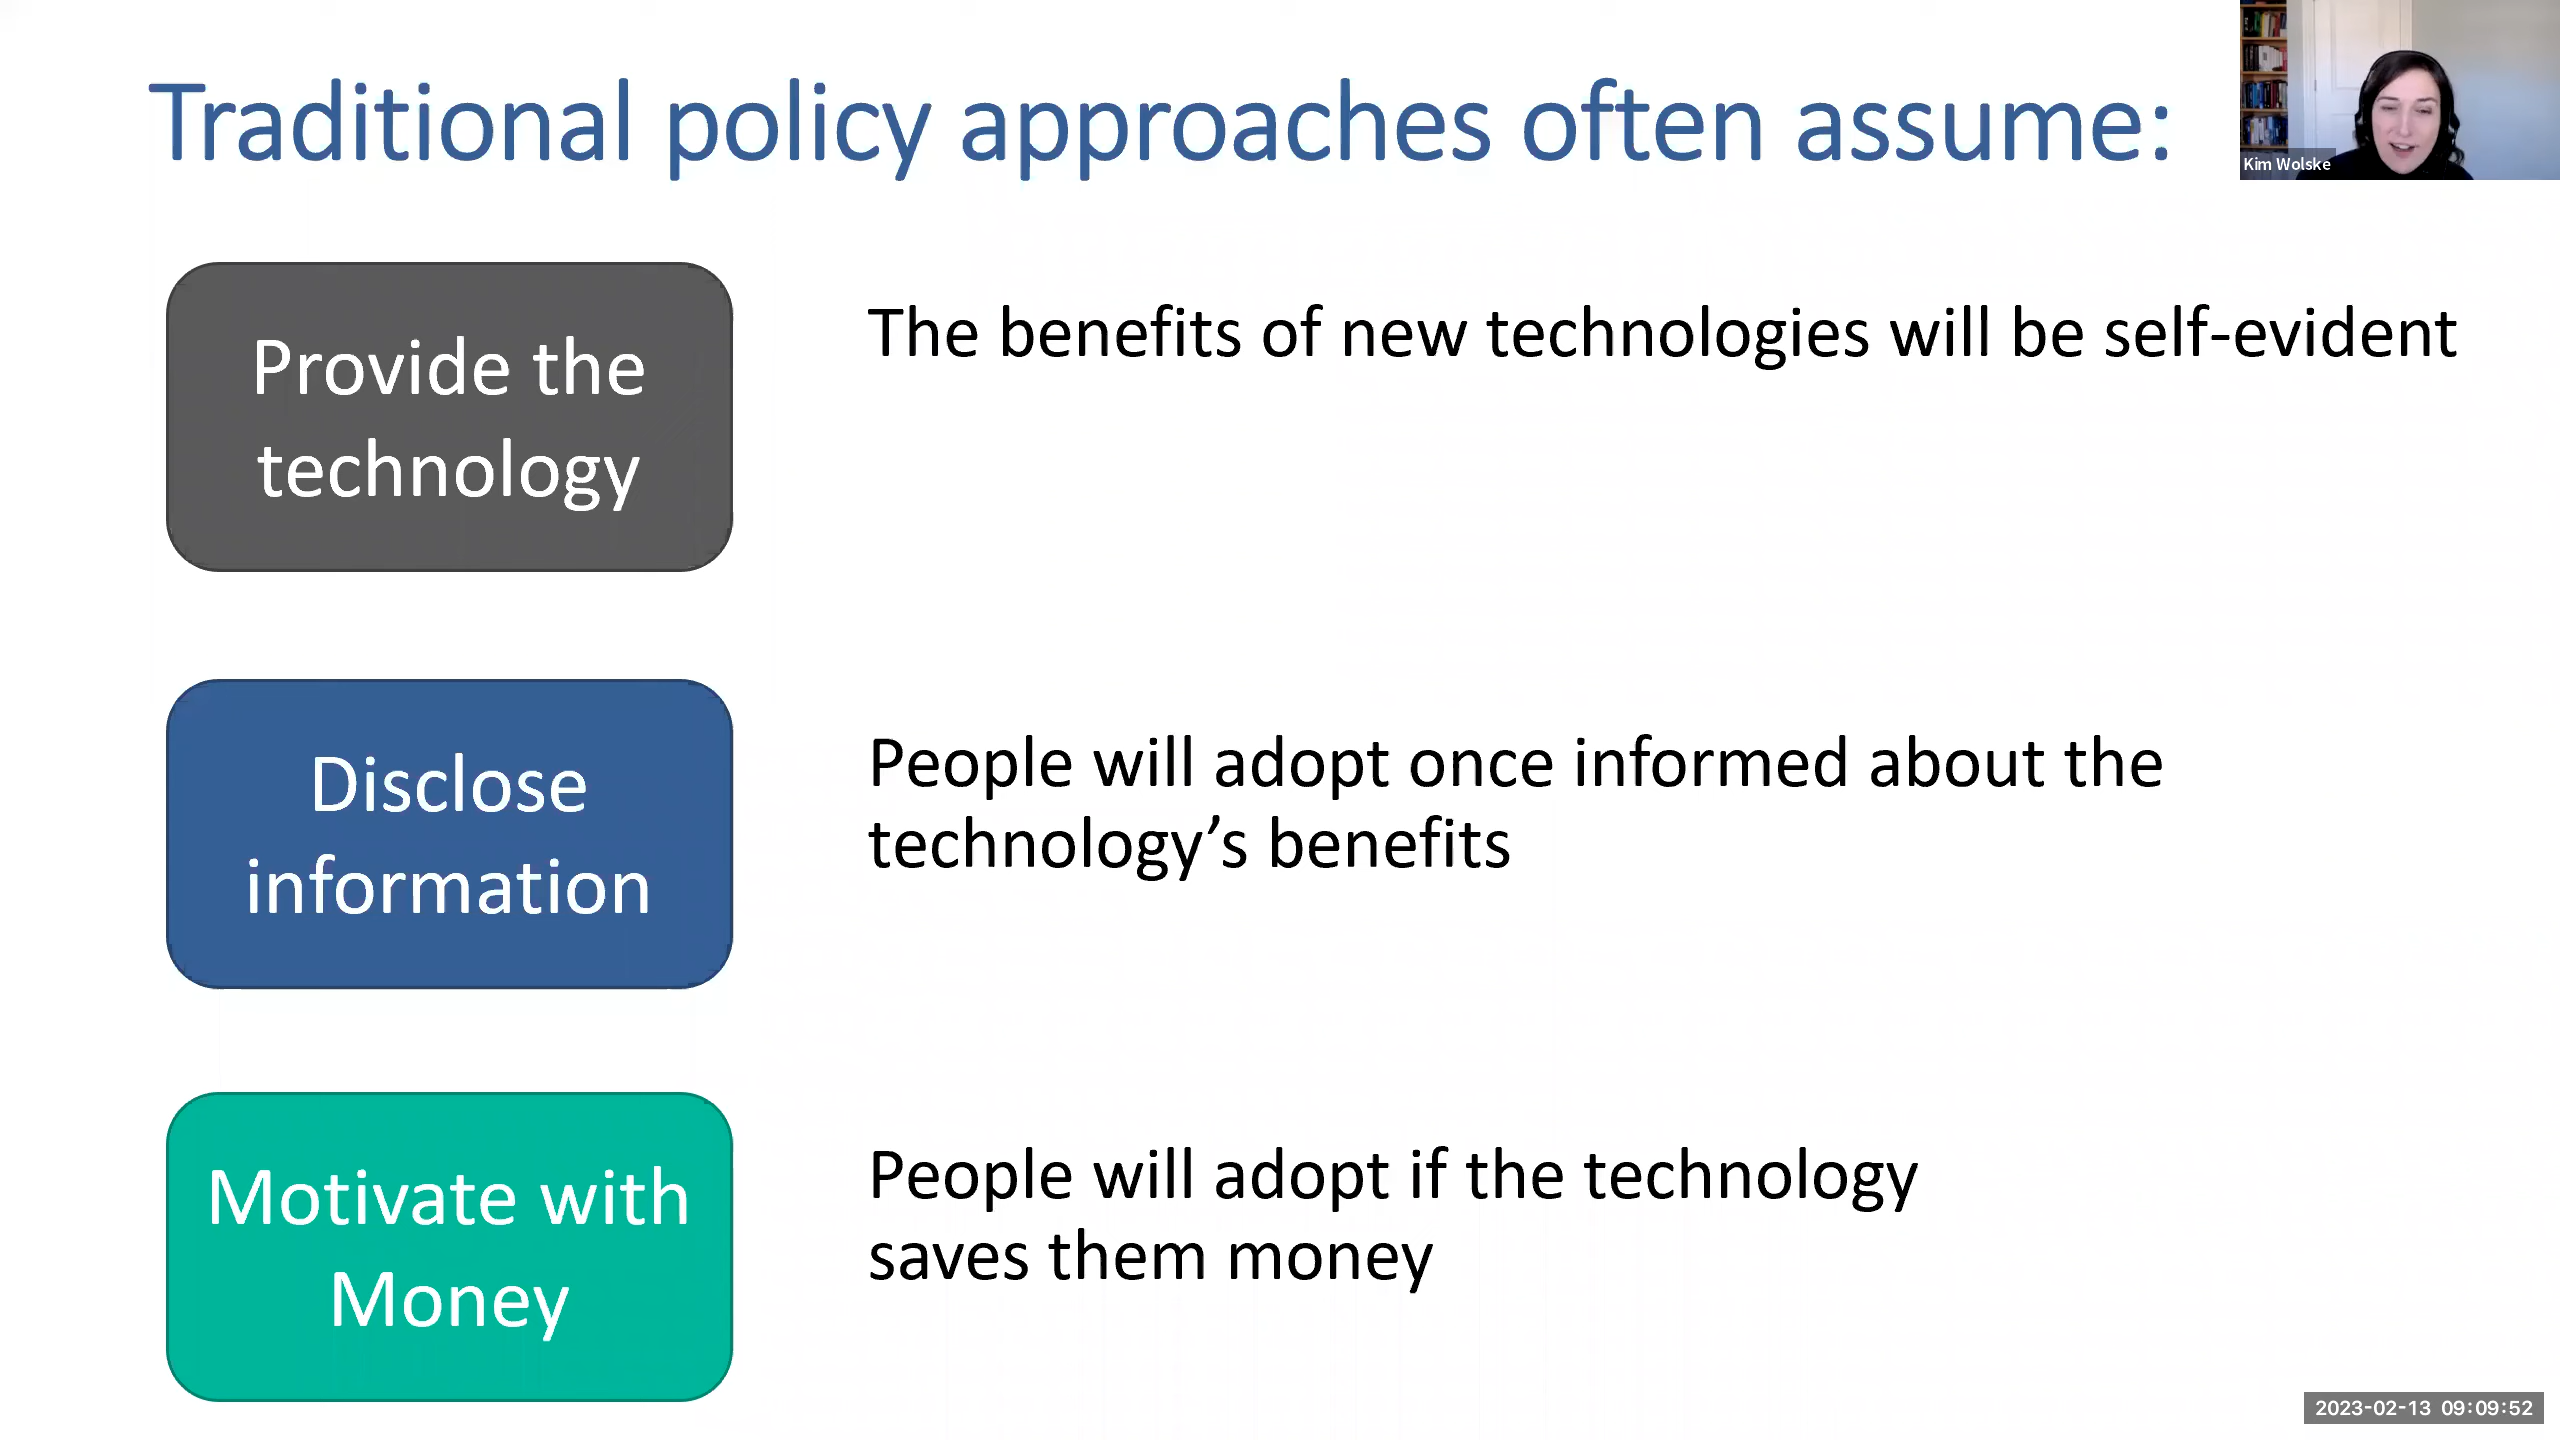 Traditional policy approaches often assume:
Kim Wolske
Provide the
technology
The benefits of new technologies will be self-evident
Disclose
information
People will adopt once informed about the
technology’s benefits
Motivate with
Money
People will adopt if the technology
saves them money
2023-02-13 09:09:52